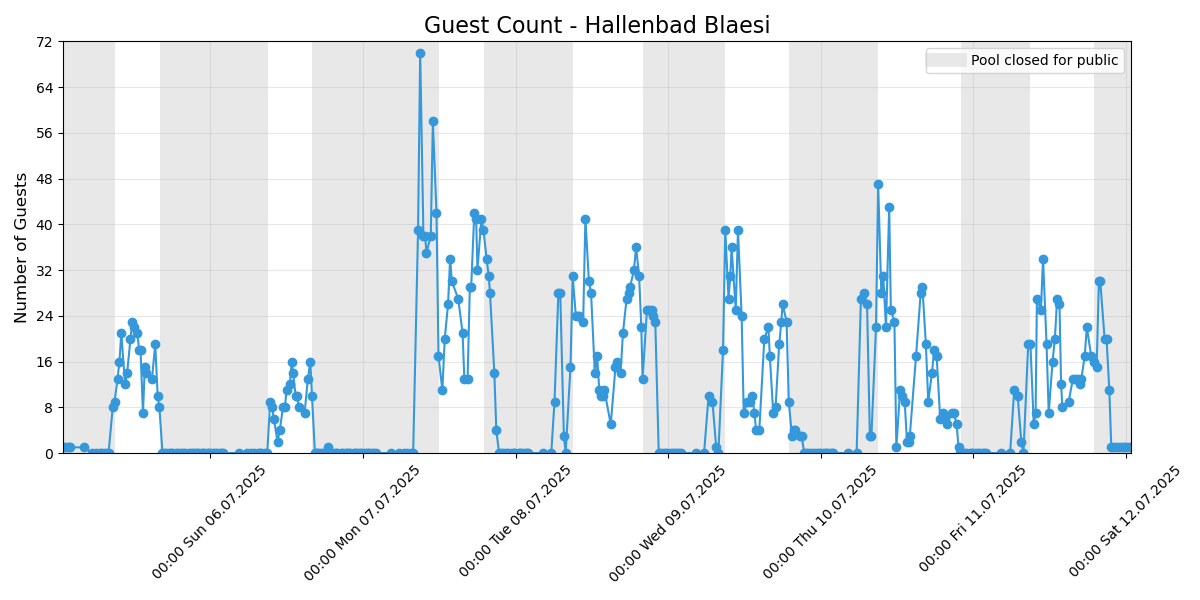 Guest Count - Hallenbad Blaesi
Pool closed for public
Number of Guests
72
64
56
48
40
32
24
16
8
0
00:00 Sun 06.07.2025
00:00 Mon 07.07.2025
00:00 Tue 08.07.2025
00:00 Wed 09.07.2025
00:00 Thu 10.07.2025
00:00 Fri 11.07.2025
00:00 Sat 12.07.2025